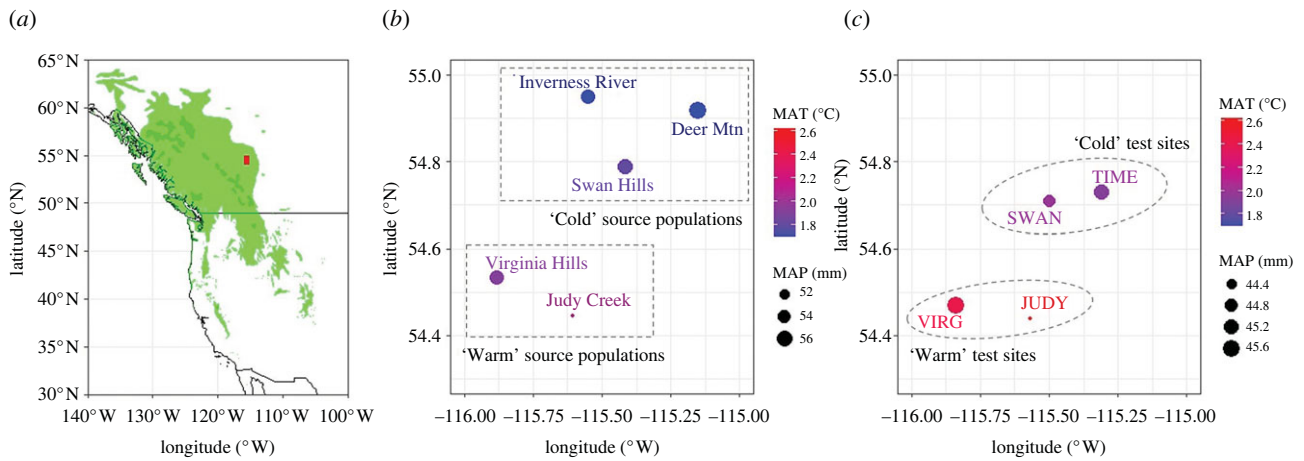 (a)
65°N
60°N
55°N
50°N
45°N
40°N
35°N
30°N
latitude (°N)
140°W 130°W 120°W 110°W 100°W
longitude (°W)
(b)
55.0
54.8
54.6
54.4
latitude (°N)
Inverness River
Deer Mtn
Swan Hills
'Cold' source populations
Virginia Hills
Judy Creek
'Warm' source populations
−116.00 −115.75 −115.50 −115.25 −115.00
longitude (°W)
MAT (°C)
2.6
2.4
2.2
2.0
1.8
MAP (mm)
52
54
56
(c)
55.0
54.8
54.6
54.4
latitude (°N)
'Cold' test sites
TIME
SWAN
JUDY
VIRG
'Warm' test sites
−116.00 −115.75 −115.50 −115.25 −115.00
longitude (°W)
MAT (°C)
2.6
2.4
2.2
2.0
1.8
MAP (mm)
44.4
44.8
45.2
45.6